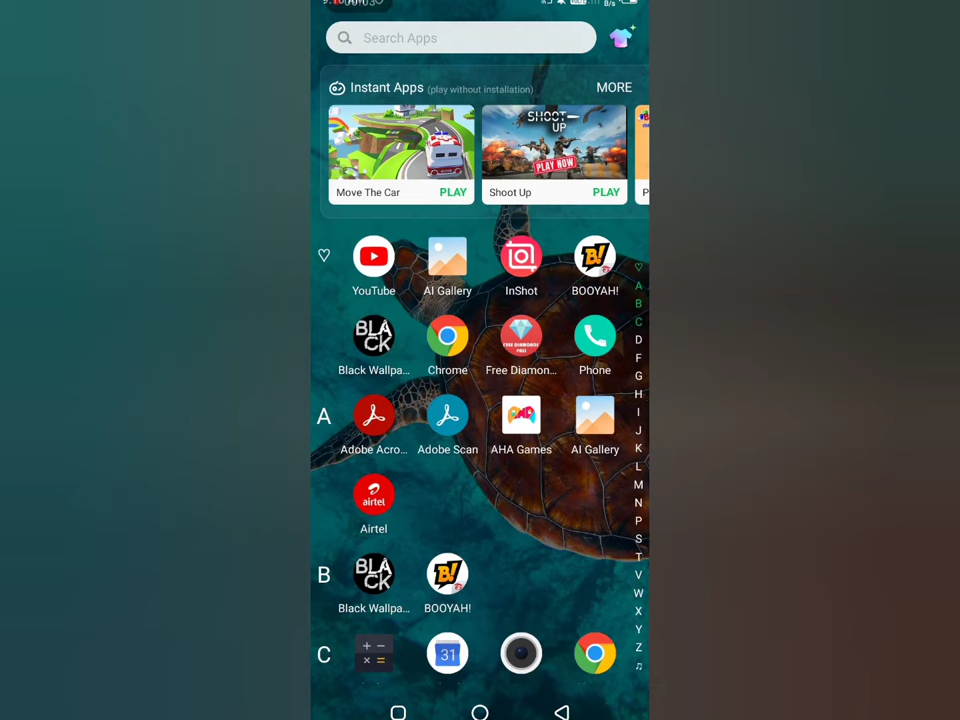 Search Apps
Instant Apps (play without installation) MORE
SHOOT
UP
PLAY NOW
Move The Car PLAY
Shoot Up PLAY
YouTube AI Gallery InShot BOOYAH!
BLACK
FREE DIAMONDS
Black Wallpa... Chrome Free Diamon... Phone
A
Adobe Acro... Adobe Scan AHA Games AI Gallery
airtel
Airtel
B
BLACK
Black Wallpa... BOOYAH!
C
31
A
B
C
D
F
G
H
I
J
K
L
M
N
P
S
T
V
W
X
Y
Z